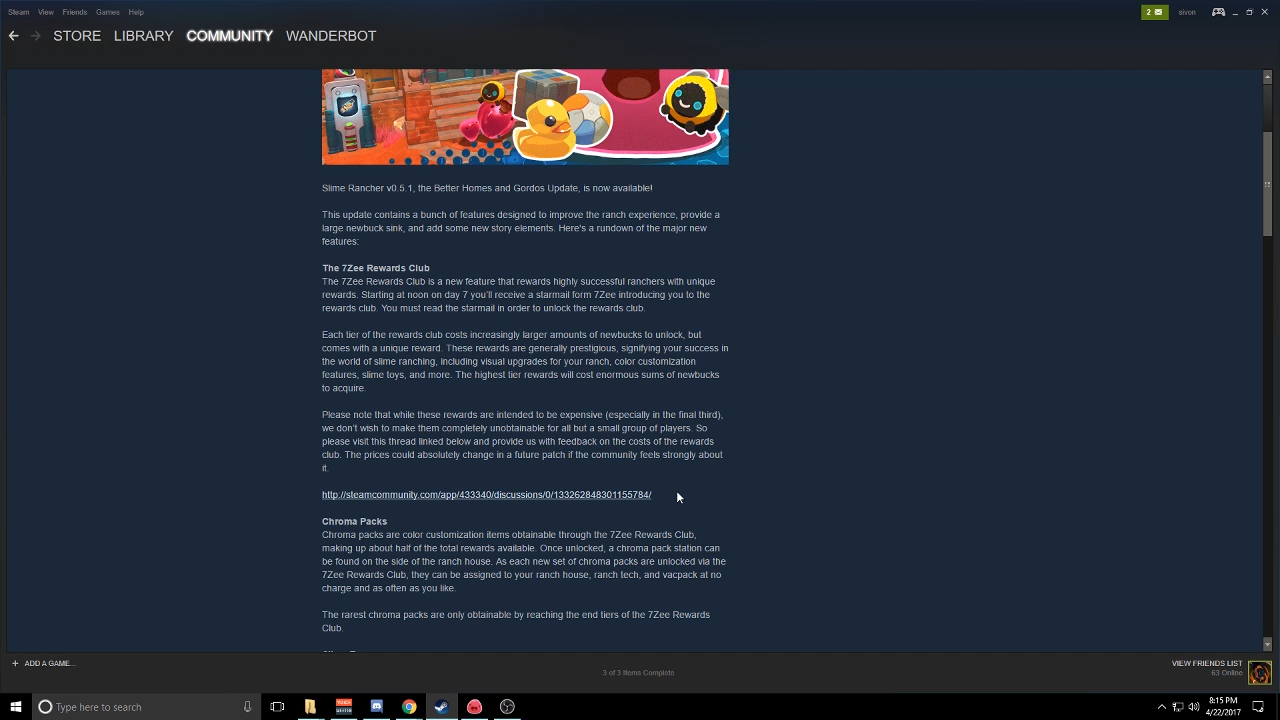 Steam View Friends Games Help
2
sivon
STORE LIBRARY COMMUNITY WANDERBOT
Slime Rancher v0.5.1, the Better Homes and Gordos Update, is now available!
This update contains a bunch of features designed to improve the ranch experience, provide a
large newbuck sink, and add some new story elements. Here's a rundown of the major new
features:
The 7Zee Rewards Club
The 7Zee Rewards Club is a new feature that rewards highly successful ranchers with unique
rewards. Starting at noon on day 7 you'll receive a starmail form 7Zee introducing you to the
rewards club. You must read the starmail in order to unlock the rewards club.
Each tier of the rewards club costs increasingly larger amounts of newbucks to unlock, but
comes with a unique reward. These rewards are generally prestigious, signifying your success in
the world of slime ranching, including visual upgrades for your ranch, color customization
features, slime toys, and more. The highest tier rewards will cost enormous sums of newbucks
to acquire.
Please note that while these rewards are intended to be expensive (especially in the final third),
we don't wish to make them completely unobtainable for all but a small group of players. So
please visit this thread linked below and provide us with feedback on the costs of the rewards
club. The prices could absolutely change in a future patch if the community feels strongly about
it.
http://steamcommunity.com/app/433340/discussions/0/133262848301155784/
Chroma Packs
Chroma packs are color customization items obtainable through the 7Zee Rewards Club,
making up about half of the total rewards available. Once unlocked, a chroma pack station can
be found on the side of the ranch house. As each new set of chroma packs are unlocked via the
7Zee Rewards Club, they can be assigned to your ranch house, ranch tech, and vacpack at no
charge and as often as you like.
The rarest chroma packs are only obtainable by reaching the end tiers of the 7Zee Rewards
Club.
+ ADD A GAME...
3 of 3 Items Complete
VIEW FRIENDS LIST
63 Online
Type here to search
8:15 PM
4/22/2017